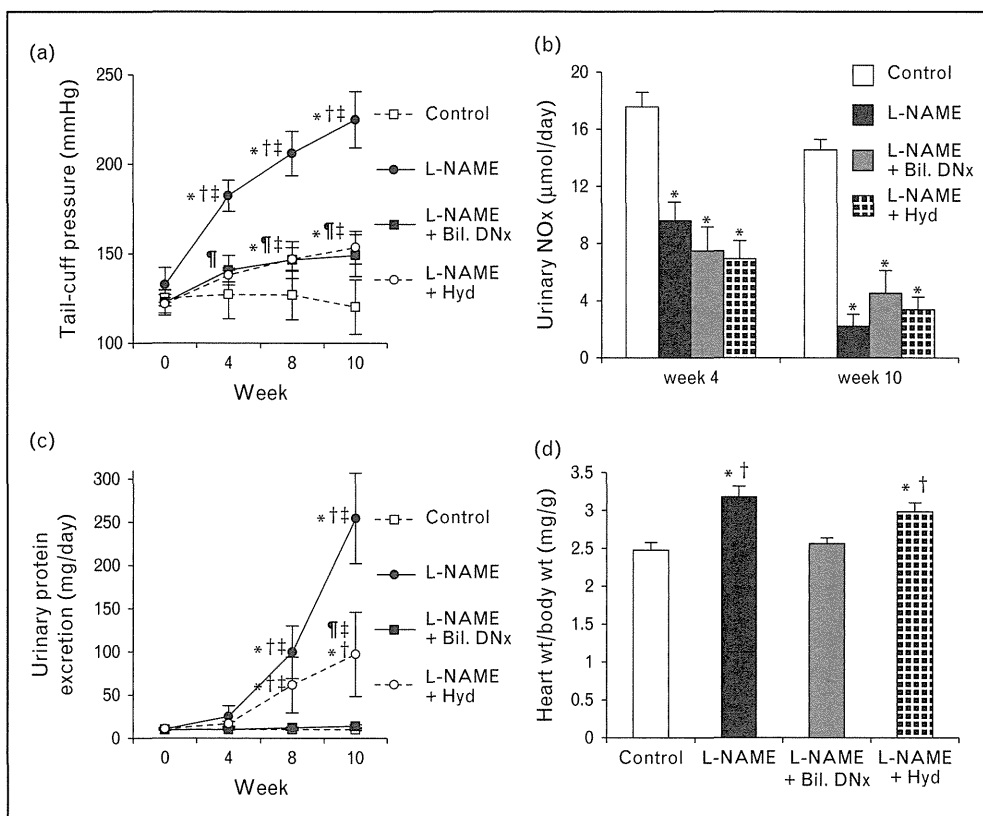 (a)
Tail-cuff pressure (mmHg)
250
200
150
100
*†‡
*†‡
*†‡
¶
*¶‡
*¶‡
0
4
8
10
Week
Control
L-NAME
L-NAME
+ Bil. DNx
L-NAME
+ Hyd
(b)
Urinary NOx (μmol/day)
20
16
12
8
4
0
* * *
* * *
week 4
week 10
Control
L-NAME
L-NAME
+ Bil. DNx
L-NAME
+ Hyd
(c)
Urinary protein
excretion (mg/day)
300
250
200
150
100
50
0
*†‡
*†‡
*†‡
¶‡
*†
0
4
8
10
Week
Control
L-NAME
L-NAME
+ Bil. DNx
L-NAME
+ Hyd
(d)
Heart wt/body wt (mg/g)
3.5
3
2.5
2
1.5
1
0.5
0
* †
* †
Control
L-NAME
L-NAME
+ Bil. DNx
L-NAME
+ Hyd